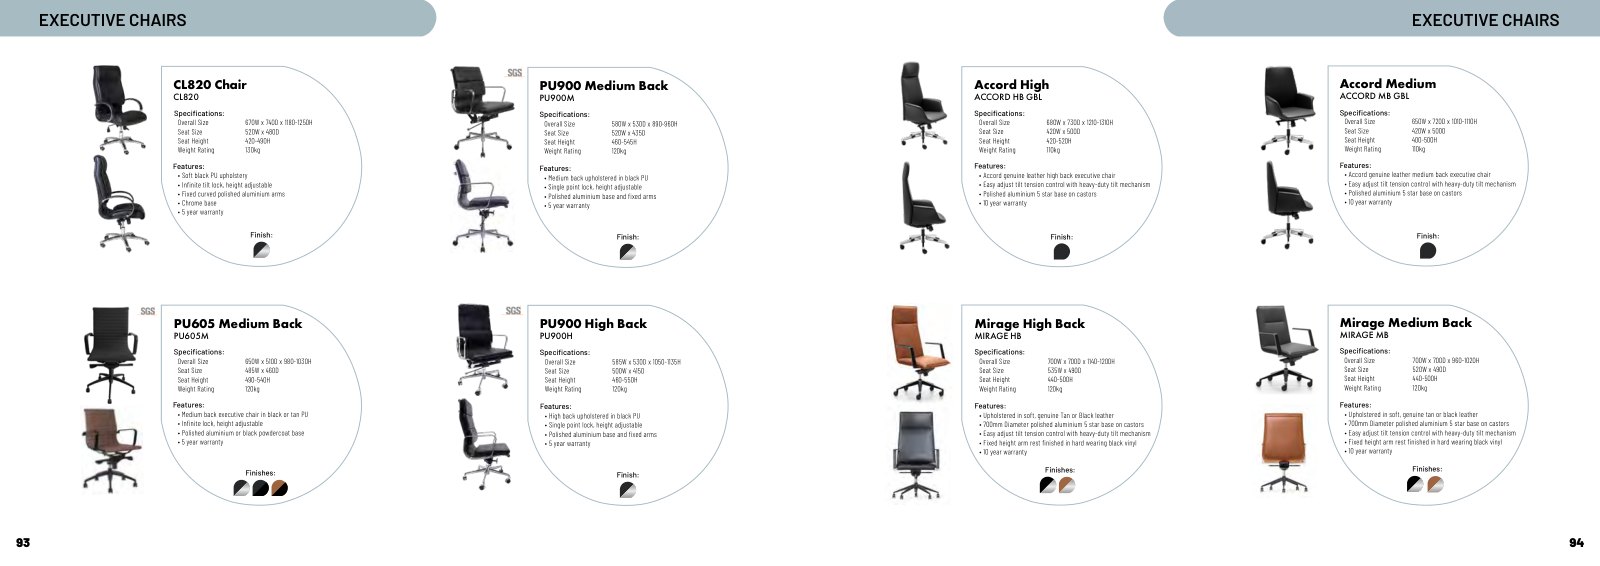 EXECUTIVE CHAIRS
CL820 Chair
CL820
Specifications:
Overall Size 670W x 740D x 1180-1250H
Seat Size 520W x 480D
Seat Height 420-490H
Weight Rating 130kg
Features:
• Soft black PU upholstery
• Infinite tilt lock, height adjustable
• Fixed curved polished aluminium arms
• Chrome base
• 5 year warranty
Finish:
SGS
PU900 Medium Back
PU900M
Specifications:
Overall Size 580W x 530D x 890-960H
Seat Size 520W x 435D
Seat Height 460-545H
Weight Rating 120kg
Features:
• Medium back upholstered in black PU
• Single point lock, height adjustable
• Polished aluminium base and fixed arms
• 5 year warranty
Finish:
SGS
PU605 Medium Back
PU605M
Specifications:
Overall Size 650W x 510D x 980-1030H
Seat Size 485W x 460D
Seat Height 490-540H
Weight Rating 120kg
Features:
• Medium back executive chair in black or tan PU
• Infinite lock, height adjustable
• Polished aluminium or black powdercoat base
• 5 year warranty
Finishes:
SGS
PU900 High Back
PU900H
Specifications:
Overall Size 585W x 530D x 1050-1135H
Seat Size 500W x 415D
Seat Height 460-550H
Weight Rating 120kg
Features:
• High back upholstered in black PU
• Single point lock, height adjustable
• Polished aluminium base and fixed arms
• 5 year warranty
Finish:
93
EXECUTIVE CHAIRS
Accord High
ACCORD HB GBL
Specifications:
Overall Size 680W x 730D x 1210-1310H
Seat Size 420W x 500D
Seat Height 420-520H
Weight Rating 110kg
Features:
• Accord genuine leather high back executive chair
• Easy adjust tilt tension control with heavy-duty tilt mechanism
• Polished aluminium 5 star base on castors
• 10 year warranty
Finish:
Accord Medium
ACCORD MB GBL
Specifications:
Overall Size 650W x 720D x 1010-1110H
Seat Size 420W x 500D
Seat Height 400-500H
Weight Rating 110kg
Features:
• Accord genuine leather medium back executive chair
• Easy adjust tilt tension control with heavy-duty tilt mechanism
• Polished aluminium 5 star base on castors
• 10 year warranty
Finish:
Mirage High Back
MIRAGE HB
Specifications:
Overall Size 700W x 700D x 1140-1200H
Seat Size 535W x 490D
Seat Height 440-500H
Weight Rating 120kg
Features:
• Upholstered in soft, genuine Tan or Black leather
• 700mm Diameter polished aluminium 5 star base on castors
• Easy adjust tilt tension control with heavy-duty tilt mechanism
• Fixed height arm rest finished in hard wearing black vinyl
• 10 year warranty
Finishes:
Mirage Medium Back
MIRAGE MB
Specifications:
Overall Size 700W x 700D x 960-1020H
Seat Size 520W x 490D
Seat Height 440-500H
Weight Rating 120kg
Features:
• Upholstered in soft, genuine tan or black leather
• 700mm Diameter polished aluminium 5 star base on castors
• Easy adjust tilt tension control with heavy-duty tilt mechanism
• Fixed height arm rest finished in hard wearing black vinyl
• 10 year warranty
Finishes:
94